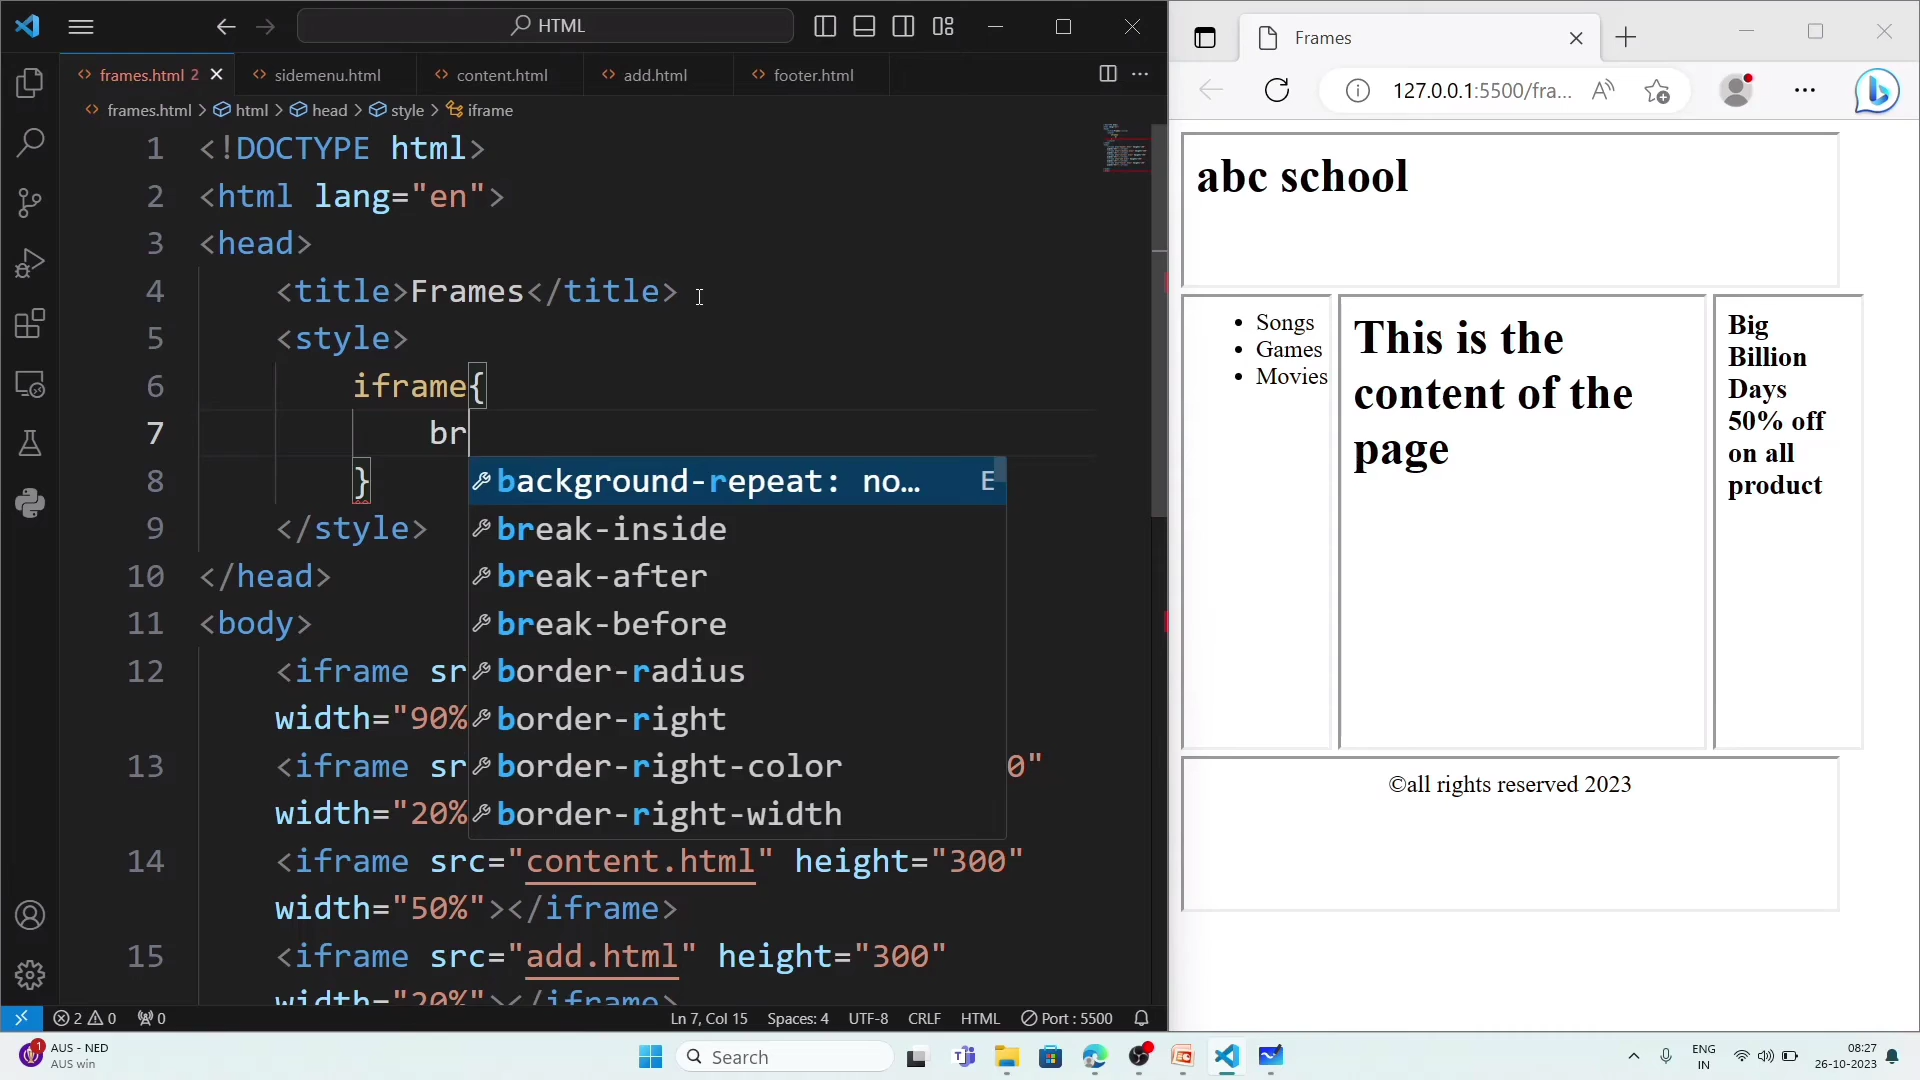 HTML
frames.html 2
sidemenu.html
content.html
add.html
footer.html
frames.html > html > head > style > iframe
1 <!DOCTYPE html>
2 <html lang="en">
3 <head>
4 <title>Frames</title>
5 <style>
6 iframe{
7 br
8 }
9 </style>
10 </head>
11 <body>
12 <iframe sr
width="90%
13 <iframe sr 0"
width="20%
14 <iframe src="content.html" height="300"
width="50%"></iframe>
15 <iframe src="add.html" height="300"
width="20%"></iframe>
background-repeat: no… E
break-inside
break-after
break-before
border-radius
border-right
border-right-color
border-right-width
2 0 0
Ln 7, Col 15 Spaces: 4 UTF-8 CRLF HTML Port : 5500
Frames
127.0.0.1:5500/fra...
abc school
Songs
Games
Movies
This is the
content of the
page
Big
Billion
Days
50% off
on all
product
©all rights reserved 2023
1
AUS - NED
AUS win
Search
ENG
IN
08:27
26-10-2023